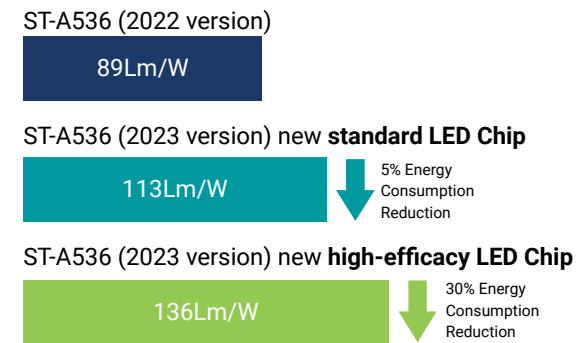 ST-A536 (2022 version)
89Lm/W
ST-A536 (2023 version) new standard LED Chip
113Lm/W
5% Energy
Consumption
Reduction
ST-A536 (2023 version) new high-efficacy LED Chip
136Lm/W
30% Energy
Consumption
Reduction